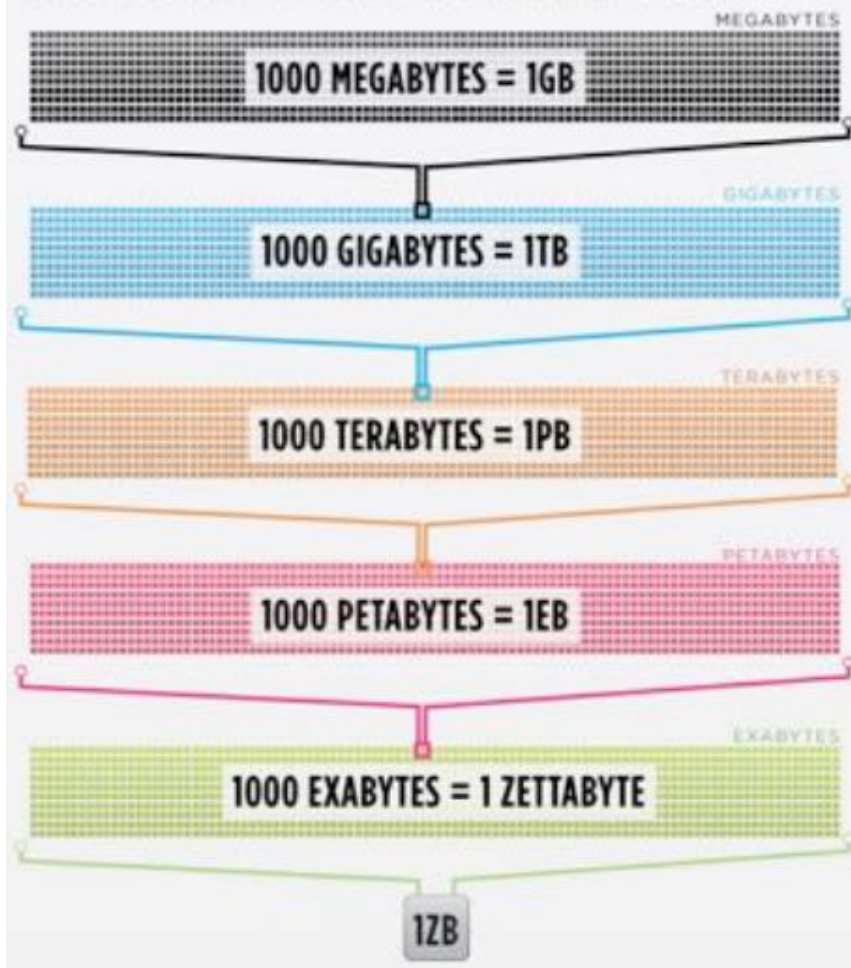 MEGABYTES
1000 MEGABYTES = 1GB
GIGABYTES
1000 GIGABYTES = 1TB
TERABYTES
1000 TERABYTES = 1PB
PETABYTES
1000 PETABYTES = 1EB
EXABYTES
1000 EXABYTES = 1 ZETTABYTE
1ZB